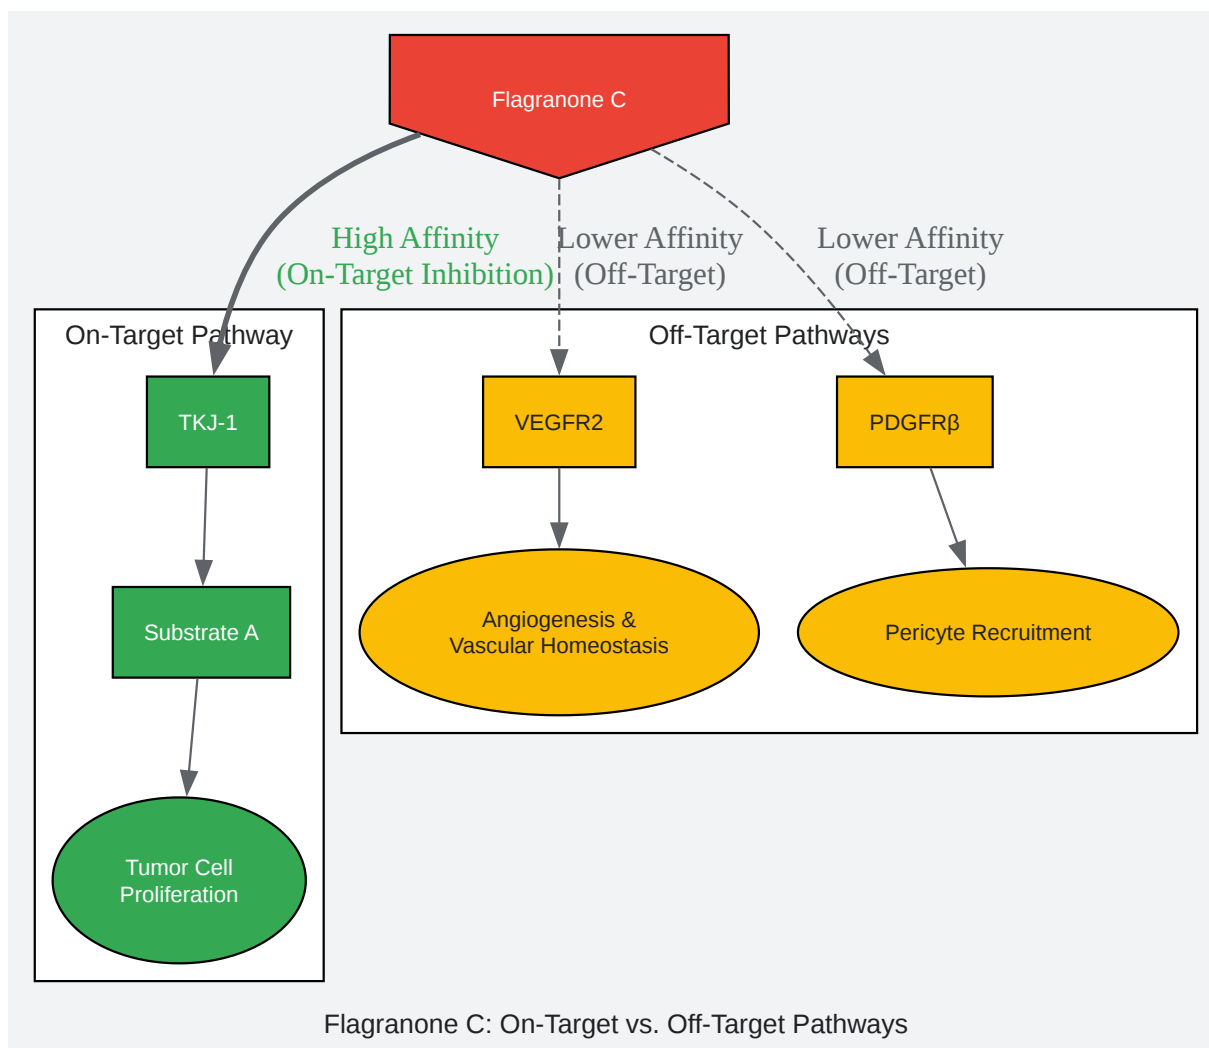 Flagranone C
High Affinity
(On-Target Inhibition)
Lower Affinity
(Off-Target)
Lower Affinity
(Off-Target)
On-Target Pathway
TKJ-1
Substrate A
Tumor Cell
Proliferation
Off-Target Pathways
VEGFR2
PDGFRβ
Angiogenesis &
Vascular Homeostasis
Pericyte Recruitment
Flagranone C: On-Target vs. Off-Target Pathways